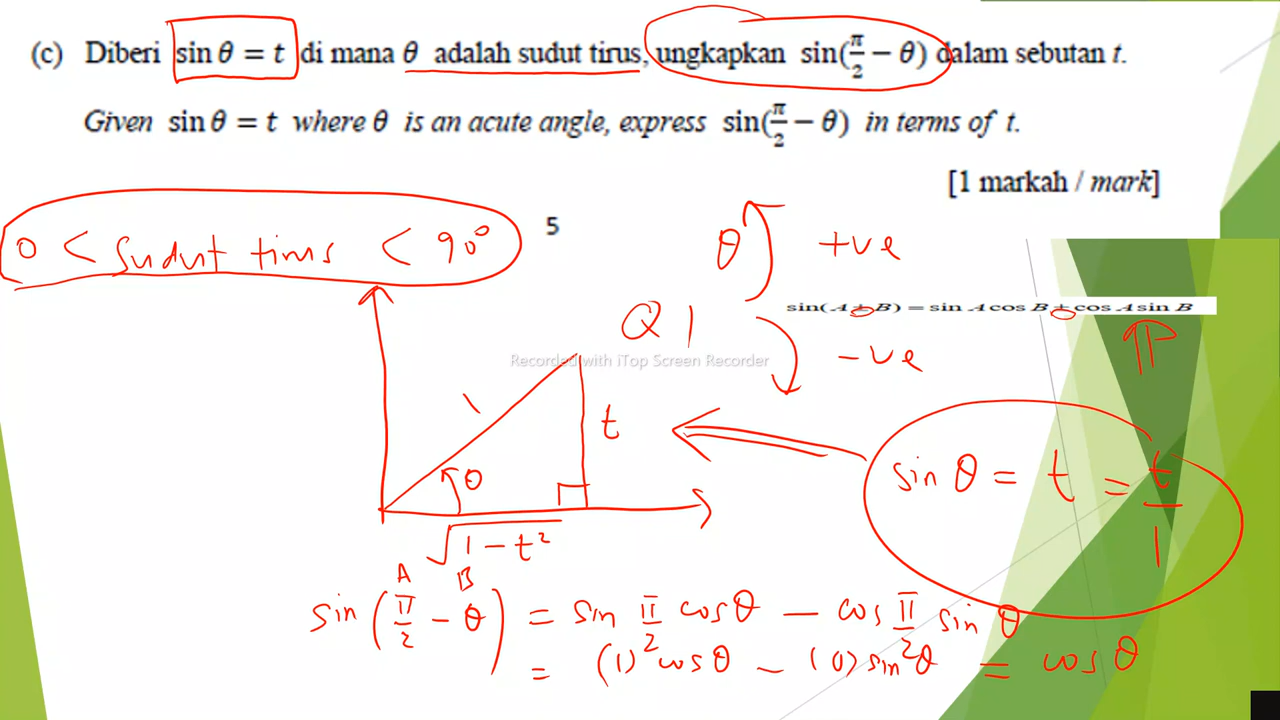 (c) Diberi sin θ = t di mana θ adalah sudut tirus, ungkapkan sin(π/2 − θ) dalam sebutan t.
Given sin θ = t where θ is an acute angle, express sin(π/2 − θ) in terms of t.
[1 markah / mark]
5
0 < sudut tirus < 90°
θ +ve
sin(A ± B) = sin A cos B ± cos A sin B
Q1
−ve
Recorded with iTop Screen Recorder
1
t
θ
sin θ = t = t/1
√1 − t²
A B
sin(π/2 − θ) = sin π/2 cos θ − cos π/2 sin θ
= (1) cos θ − (0) sin θ = cos θ